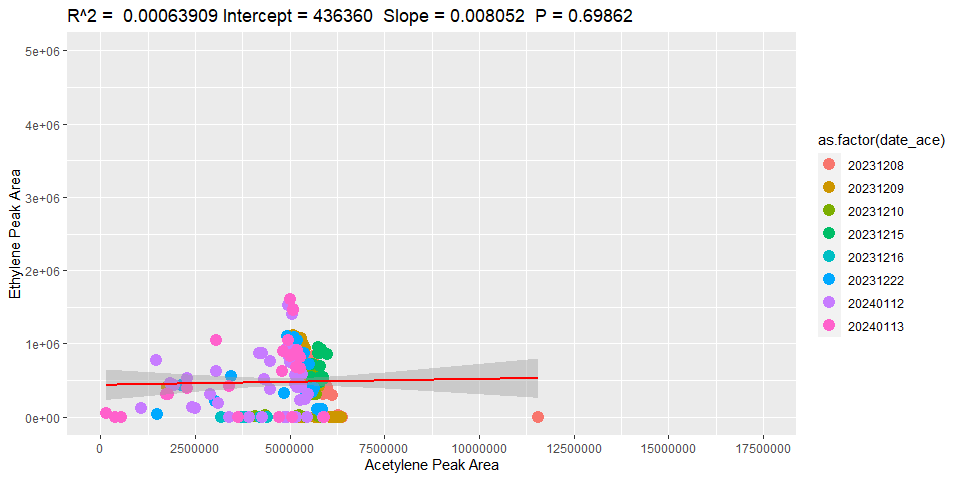 R^2 =  0.00063909 Intercept = 436360  Slope = 0.008052  P = 0.69862
5e+06
4e+06
3e+06
2e+06
1e+06
0e+00
Ethylene Peak Area
0 2500000 5000000 7500000 10000000 12500000 15000000 17500000
Acetylene Peak Area
as.factor(date_ace)
20231208
20231209
20231210
20231215
20231216
20231222
20240112
20240113